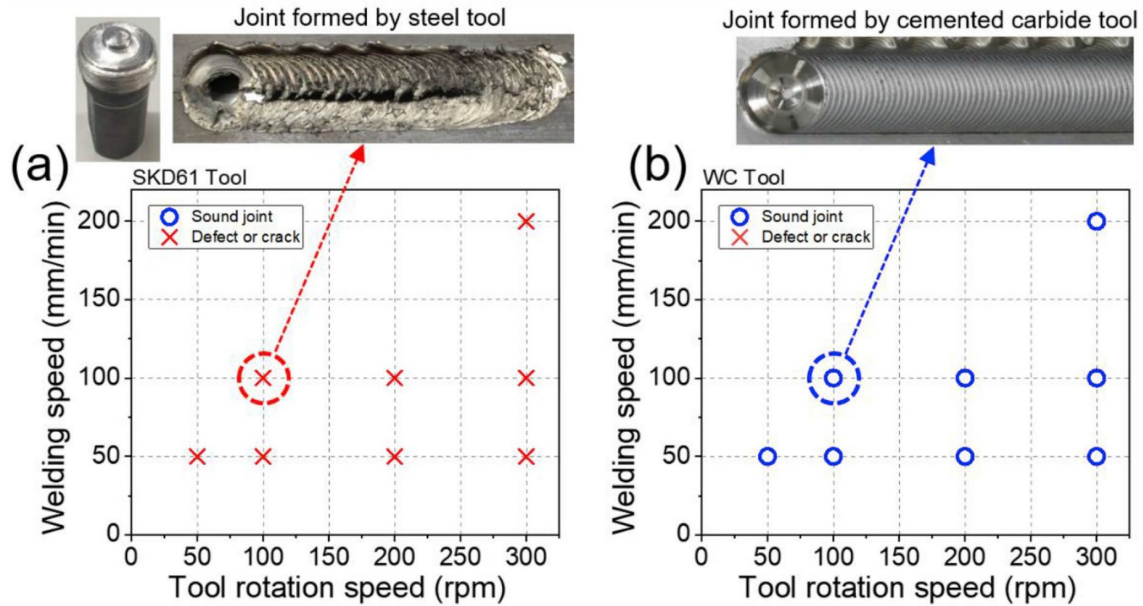 Joint formed by steel tool
Joint formed by cemented carbide tool
(a)
SKD61 Tool
Sound joint
Defect or crack
200
150
100
50
0
Welding speed (mm/min)
0 50 100 150 200 250 300
Tool rotation speed (rpm)
(b)
WC Tool
Sound joint
Defect or crack
200
150
100
50
0
Welding speed (mm/min)
0 50 100 150 200 250 300
Tool rotation speed (rpm)